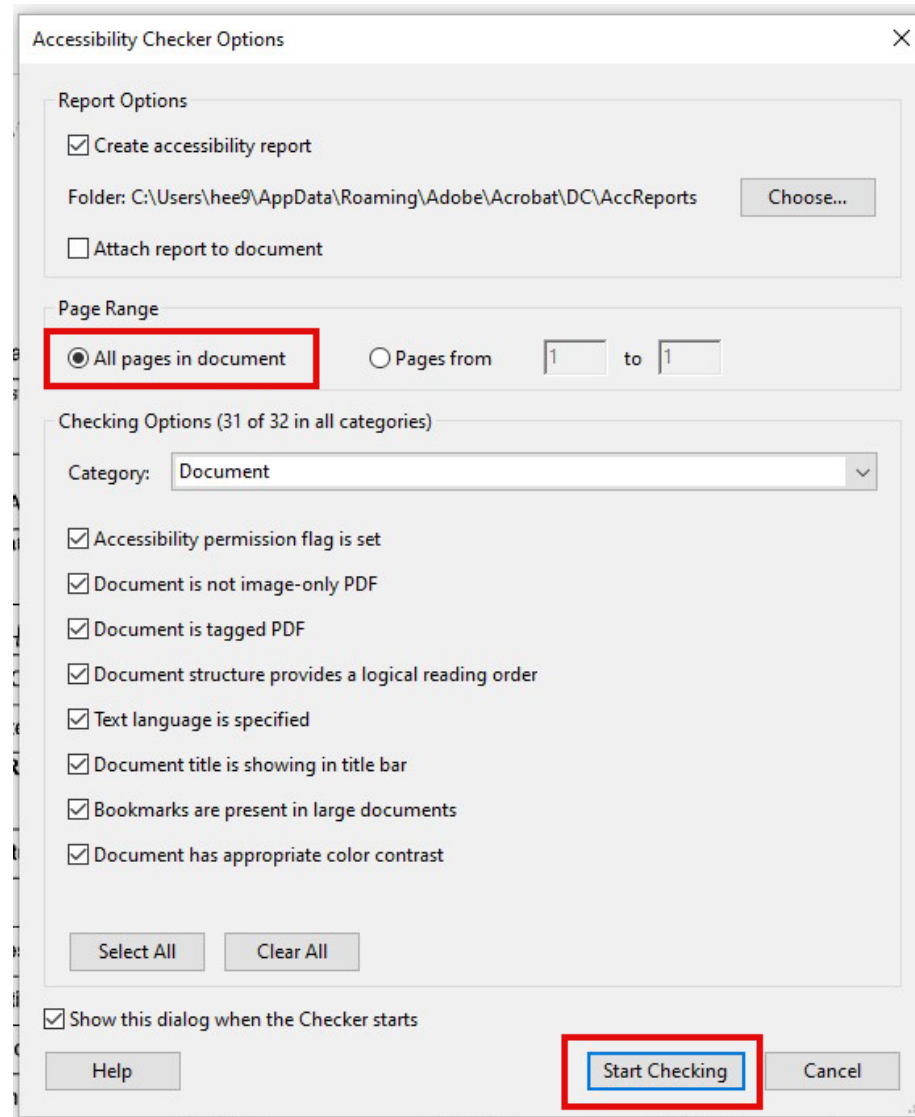 Accessibility Checker Options
Report Options
Create accessibility report
Folder: C:\Users\hee9\AppData\Roaming\Adobe\Acrobat\DC\AccReports Choose...
Attach report to document
Page Range
All pages in document Pages from 1 to 1
Checking Options (31 of 32 in all categories)
Category: Document
Accessibility permission flag is set
Document is not image-only PDF
Document is tagged PDF
Document structure provides a logical reading order
Text language is specified
Document title is showing in title bar
Bookmarks are present in large documents
Document has appropriate color contrast
Select All Clear All
Show this dialog when the Checker starts
Help Start Checking Cancel